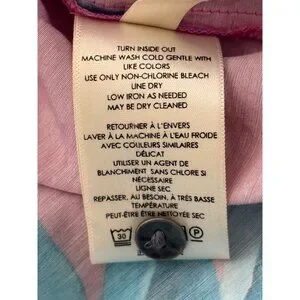 TURN INSIDE OUT
MACHINE WASH COLD GENTLE WITH
LIKE COLORS
USE ONLY NON-CHLORINE BLEACH
LINE DRY
LOW IRON AS NEEDED
MAY BE DRY CLEANED
RETOURNER À L'ENVERS
LAVER À LA MACHINE À L'EAU FROIDE
AVEC COULEURS SIMILAIRES
DÉLICAT
UTILISER UN AGENT DE
BLANCHIMENT SANS CHLORE SI
NÉCESSAIRE
LIGNE SEC
REPASSER, AU BESOIN, À TRÈS BASSE
TEMPÉRATURE
PEUT-ÊTRE ÊTRE NETTOYÉE SEC
30 P